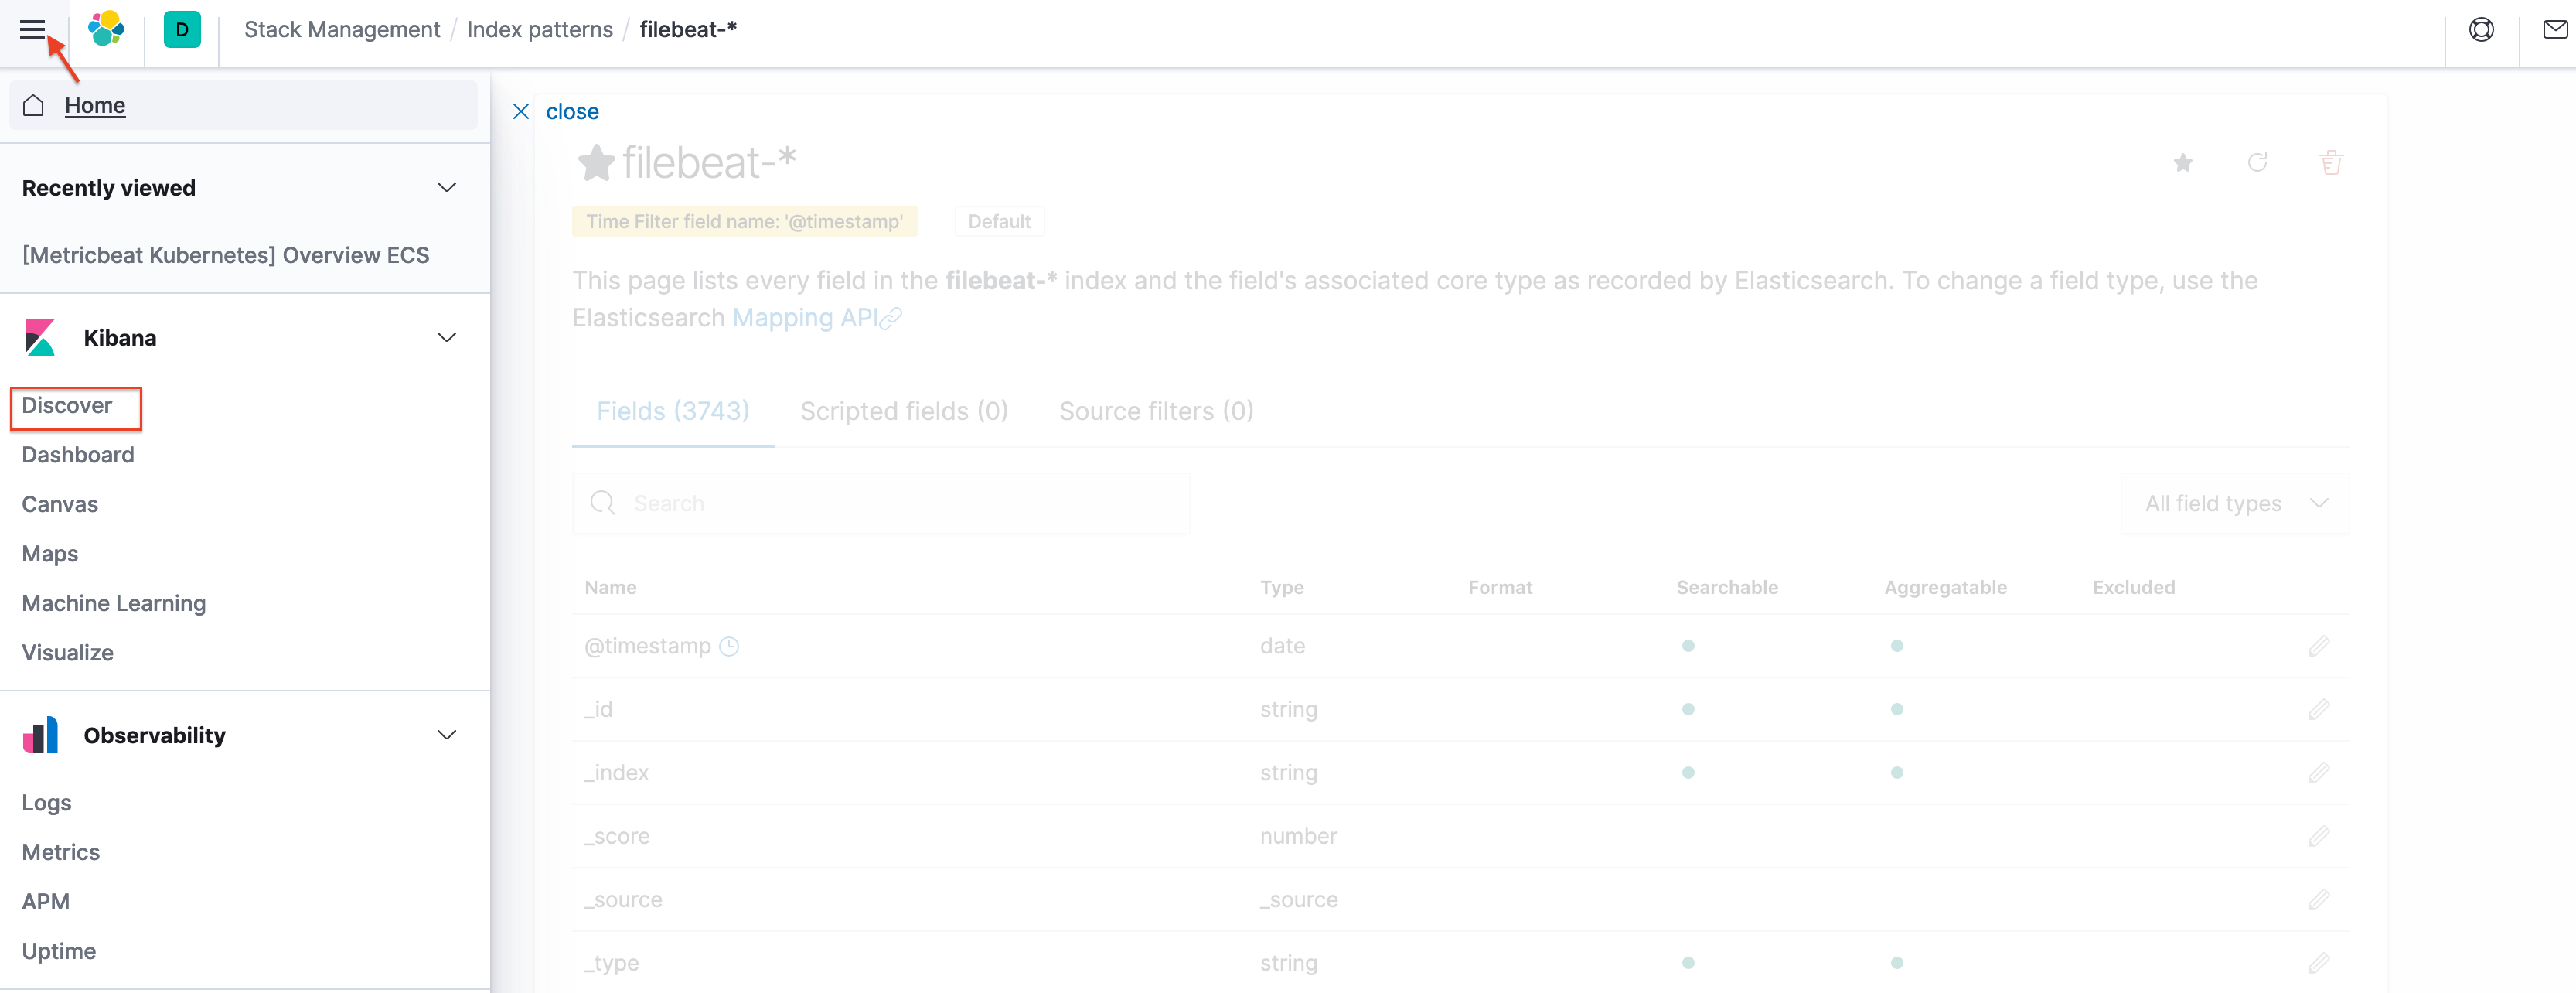 D Stack Management / Index patterns / filebeat-*
Home
Recently viewed
[Metricbeat Kubernetes] Overview ECS
Kibana
Discover
Dashboard
Canvas
Maps
Machine Learning
Visualize
Observability
Logs
Metrics
APM
Uptime
close
filebeat-*
Time Filter field name: '@timestamp' Default
This page lists every field in the filebeat-* index and the field's associated core type as recorded by Elasticsearch. To change a field type, use the
Elasticsearch Mapping API
Fields (3743) Scripted fields (0) Source filters (0)
Search All field types
Name Type Format Searchable Aggregatable Excluded
@timestamp date
_id string
_index string
_score number
_source _source
_type string